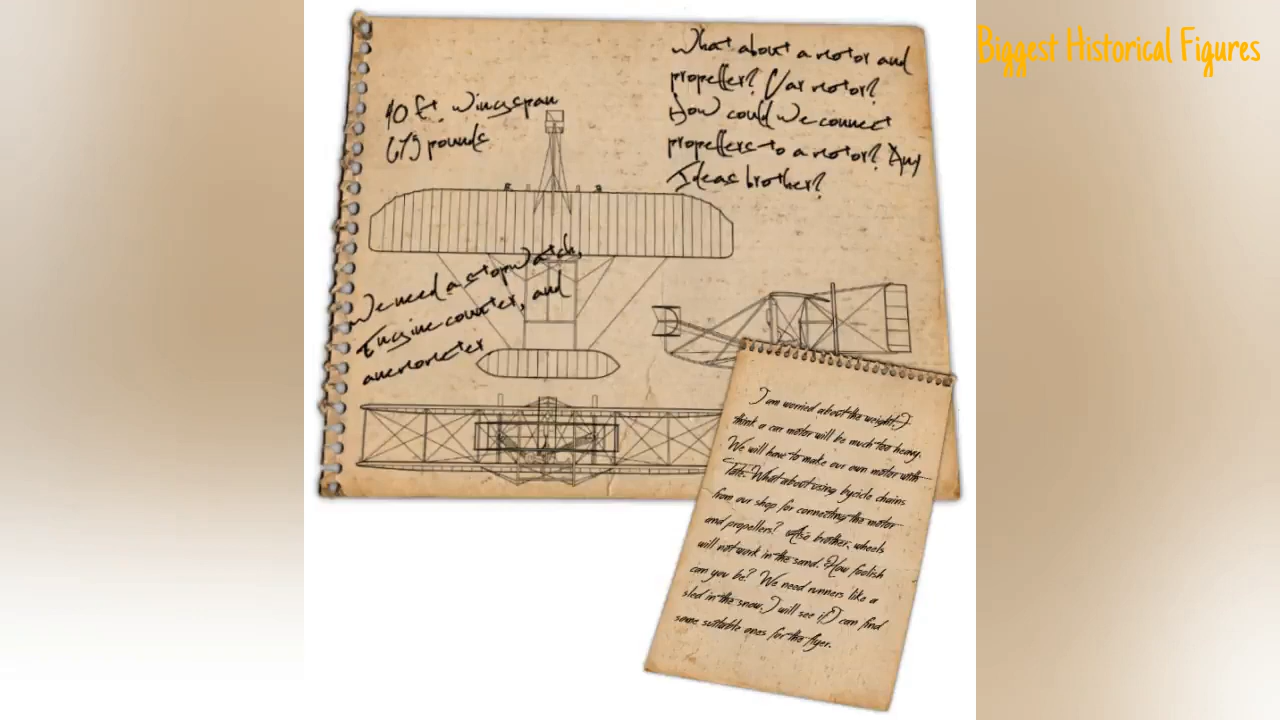 Biggest Historical Figures
What about a motor and
propeller? Car motor?
How could we connect
propellers to a motor? Any
Ideas brother?
40 ft. wingspan
675 pounds
We need a stopwatch,
Engine counter, and
anemometer
I am worried about the weight. I
think a car motor will be much too heavy.
We will have to make our own motor with
Tate. What about using bycicle chains
from our shop for connecting the motor
and propellers? Also brother, wheels
will not work in the sand. How foolish
can you be? We need runners like a
sled in the snow. I will see if I can find
some suitable ones for the flyer.